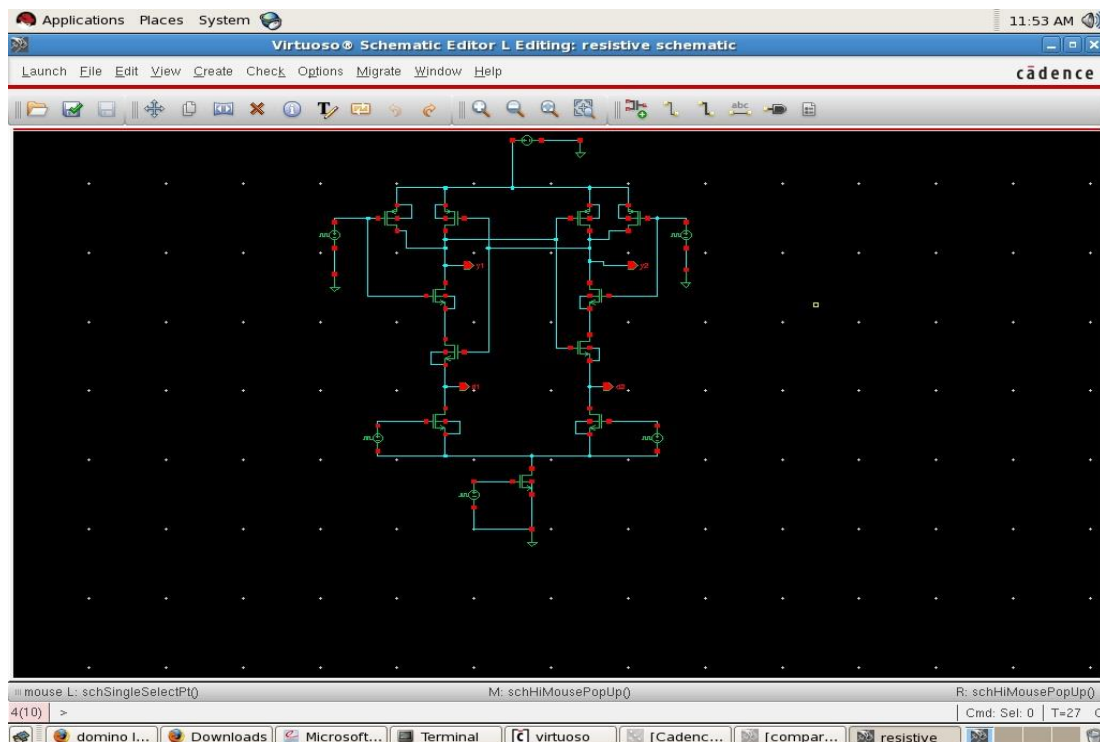 Applications Places System 11:53 AM
Virtuoso® Schematic Editor L Editing: resistive schematic
Launch File Edit View Create Check Options Migrate Window Help cādence
abc
y1 y2
d2
mouse L: schSingleSelectPt() M: schHiMousePopUp() R: schHiMousePopUp()
4(10) > Cmd: Sel: 0 T=27 C
domino l... Downloads Microsoft... Terminal virtuoso [Cadenc... [compar... resistive